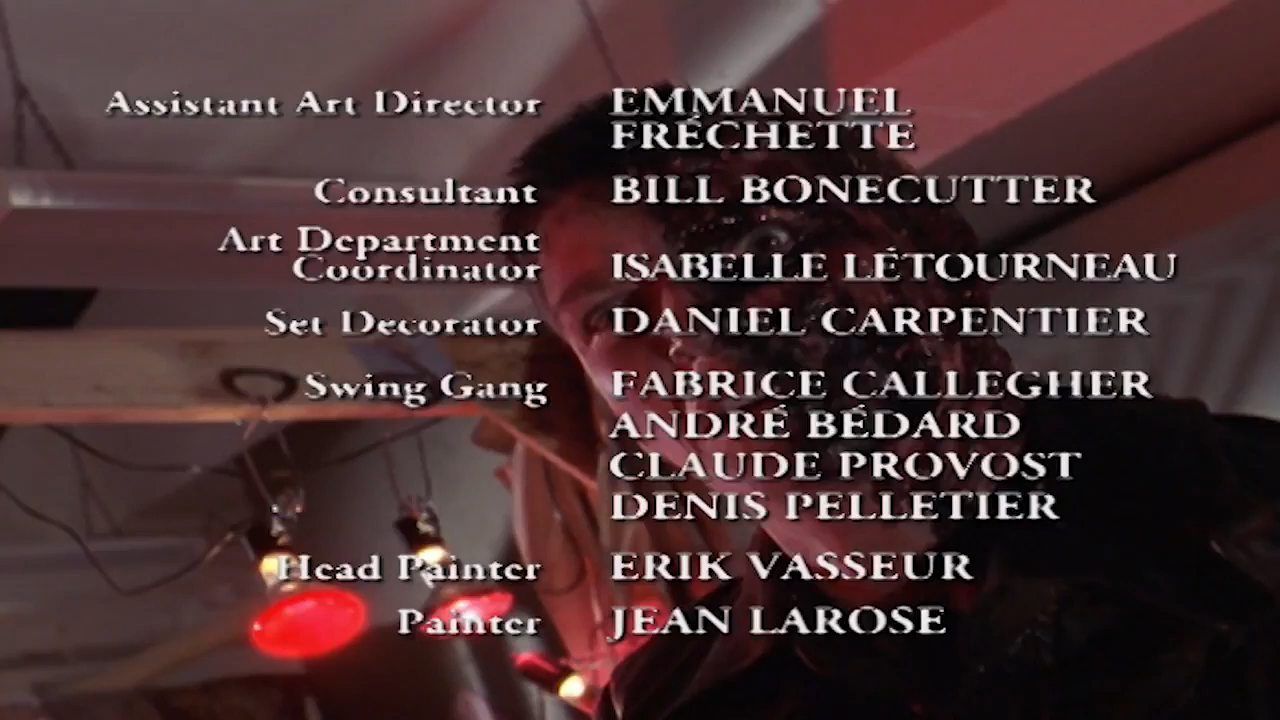 Assistant Art Director EMMANUEL
FRÉCHETTE
Consultant BILL BONECUTTER
Art Department
Coordinator ISABELLE LÉTOURNEAU
Set Decorator DANIEL CARPENTIER
Swing Gang FABRICE CALLEGHER
ANDRÉ BÉDARD
CLAUDE PROVOST
DENIS PELLETIER
Head Painter ERIK VASSEUR
Painter JEAN LAROSE